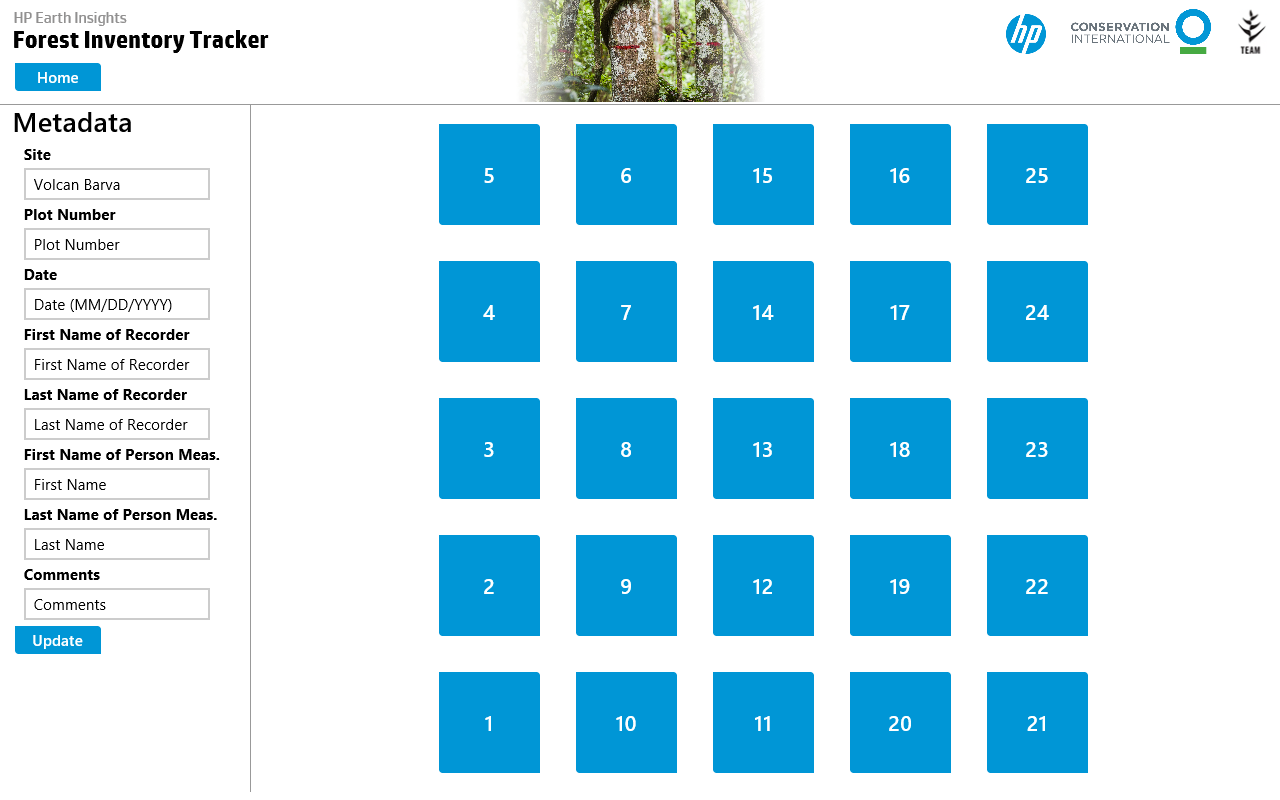 HP Earth Insights
Forest Inventory Tracker
Home
hp
CONSERVATION
INTERNATIONAL
TEAM
Metadata
Site
Volcan Barva
Plot Number
Plot Number
Date
Date (MM/DD/YYYY)
First Name of Recorder
First Name of Recorder
Last Name of Recorder
Last Name of Recorder
First Name of Person Meas.
First Name
Last Name of Person Meas.
Last Name
Comments
Comments
Update
5 6 15 16 25
4 7 14 17 24
3 8 13 18 23
2 9 12 19 22
1 10 11 20 21